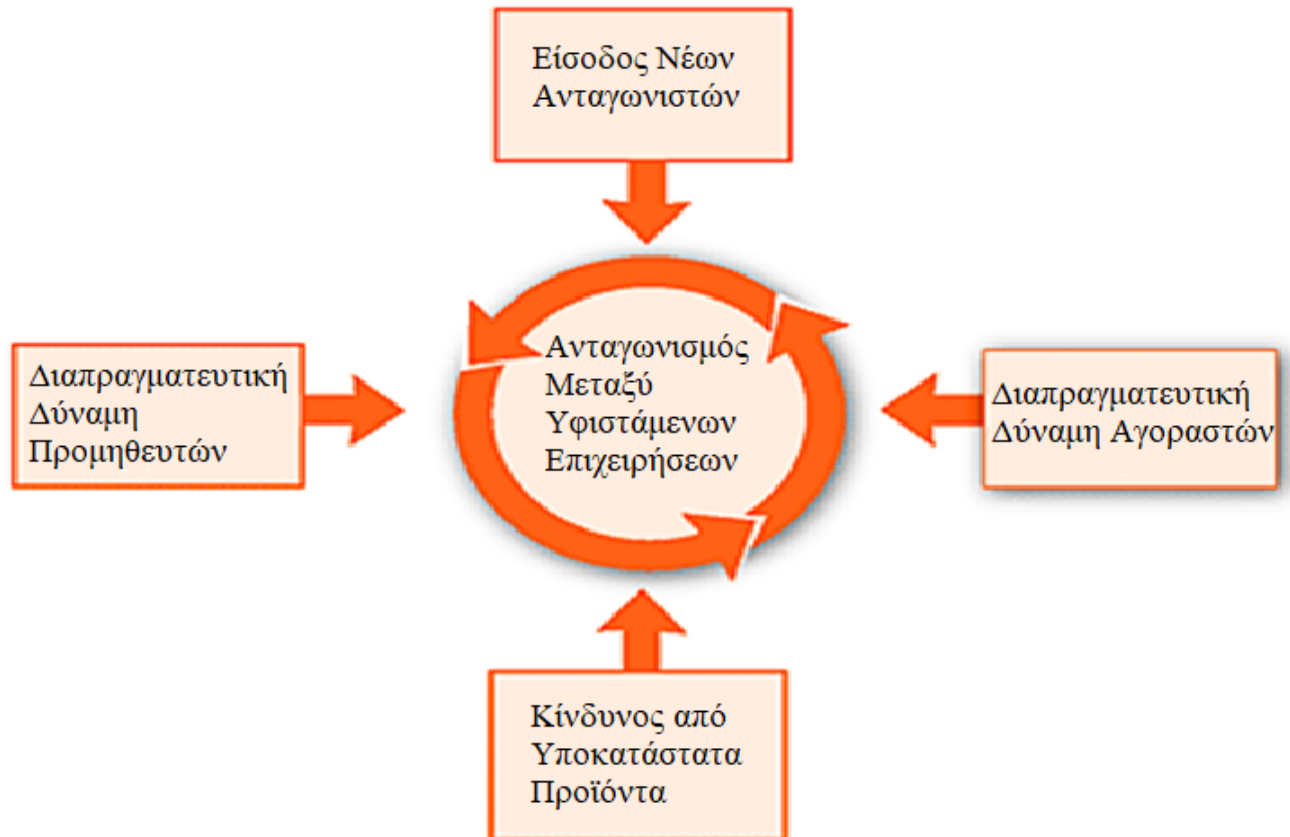 Είσοδος Νέων
Ανταγωνιστών
Διαπραγματευτική
Δύναμη
Προμηθευτών
Ανταγωνισμός
Μεταξύ
Υφιστάμενων
Επιχειρήσεων
Διαπραγματευτική
Δύναμη Αγοραστών
Κίνδυνος από
Υποκατάστατα
Προϊόντα